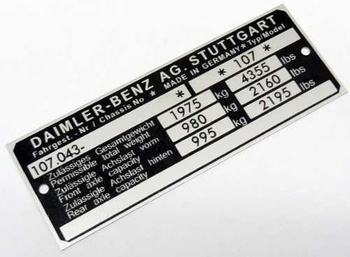 DAIMLER-BENZ AG. STUTTGART
Fahrgest.-Nr / Chassis No * * MADE IN GERMANY * Typ/Model
107.043- * 107 *
Zulässiges Gesamtgewicht
Permissible total weight 1975 kg 4355 lbs
Zulässige Achslast vorn
Front axle capacity 980 kg 2160 lbs
Zulässige Achslast hinten
Rear axle capacity 995 kg 2195 lbs